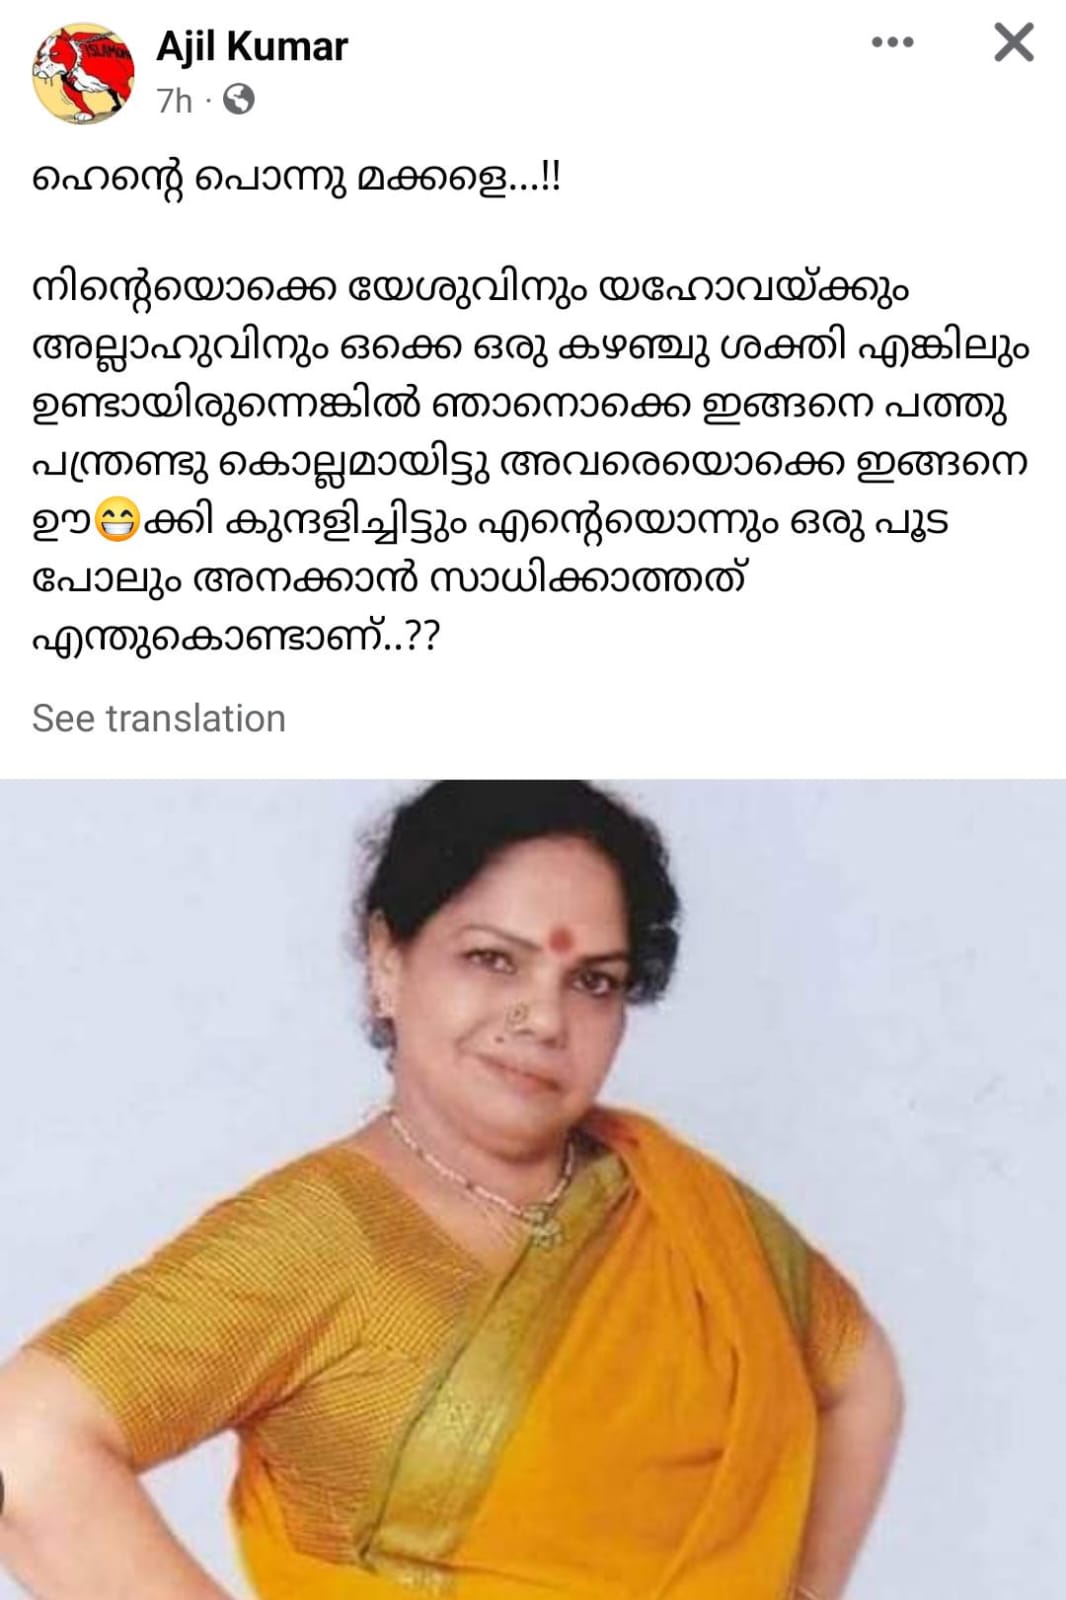 Ajil Kumar
7h ·
ഹെന്റെ പൊന്നു മക്കളെ...!!
നിന്റെയൊക്കെ യേശുവിനും യഹോവയ്ക്കും
അല്ലാഹുവിനും ഒക്കെ ഒരു കഴഞ്ചു ശക്തി എങ്കിലും
ഉണ്ടായിരുന്നെങ്കിൽ ഞാനൊക്കെ ഇങ്ങനെ പത്തു
പന്ത്രണ്ടു കൊല്ലമായിട്ടു അവരെയൊക്കെ ഇങ്ങനെ
ഊ😁ക്കി കുന്ദളിച്ചിട്ടും എന്റെയൊന്നും ഒരു പൂട
പോലും അനക്കാൻ സാധിക്കാത്തത്
എന്തുകൊണ്ടാണ്..??
See translation